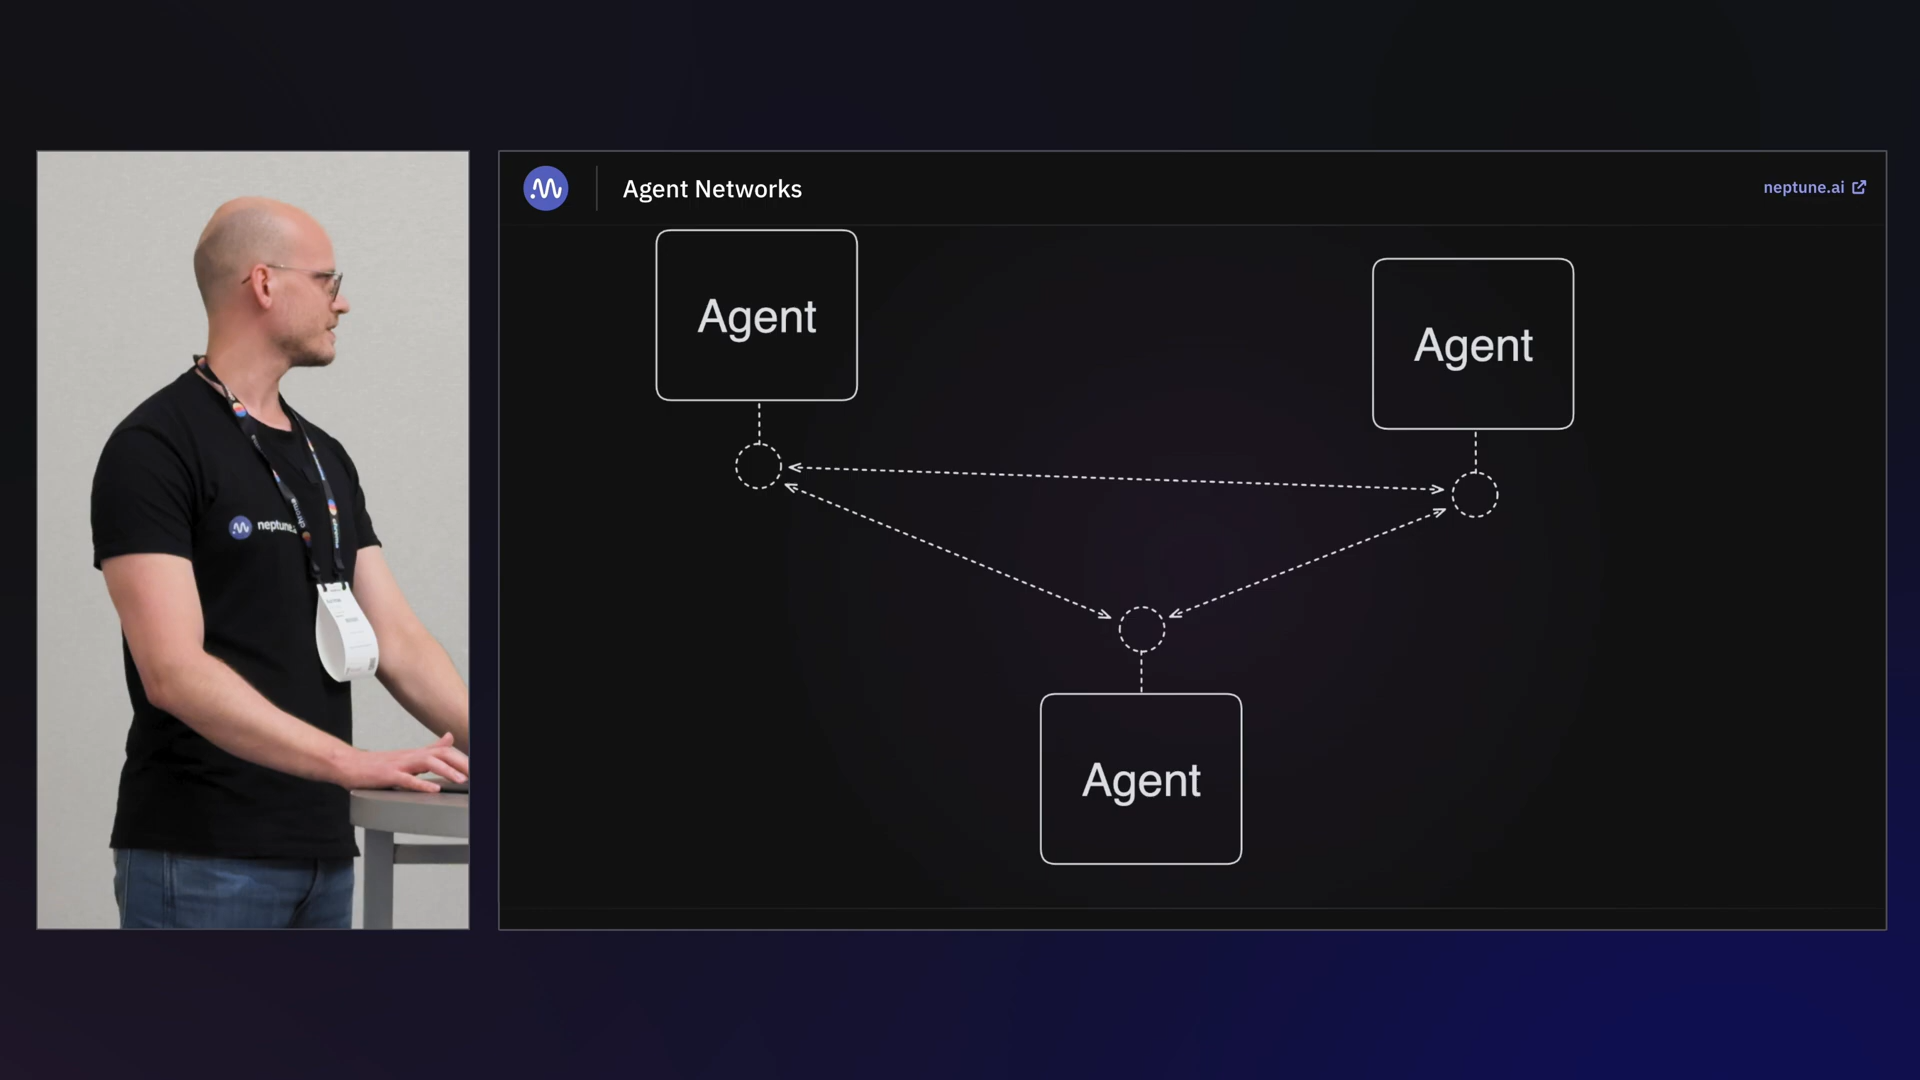 Agent Networks
neptune.ai
Agent
Agent
Agent
neptune.